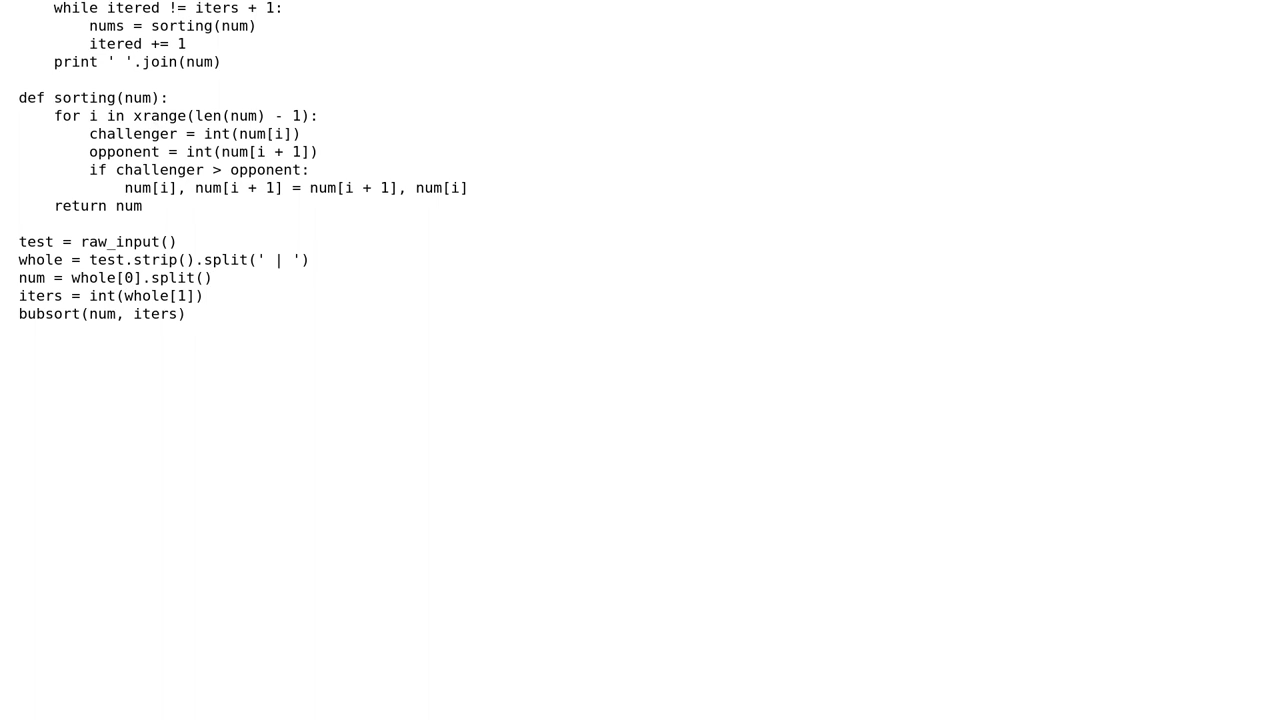 while itered != iters + 1:
        nums = sorting(num)
        itered += 1
    print ' '.join(num)

def sorting(num):
    for i in xrange(len(num) - 1):
        challenger = int(num[i])
        opponent = int(num[i + 1])
        if challenger > opponent:
            num[i], num[i + 1] = num[i + 1], num[i]
    return num

test = raw_input()
whole = test.strip().split(' | ')
num = whole[0].split()
iters = int(whole[1])
bubsort(num, iters)